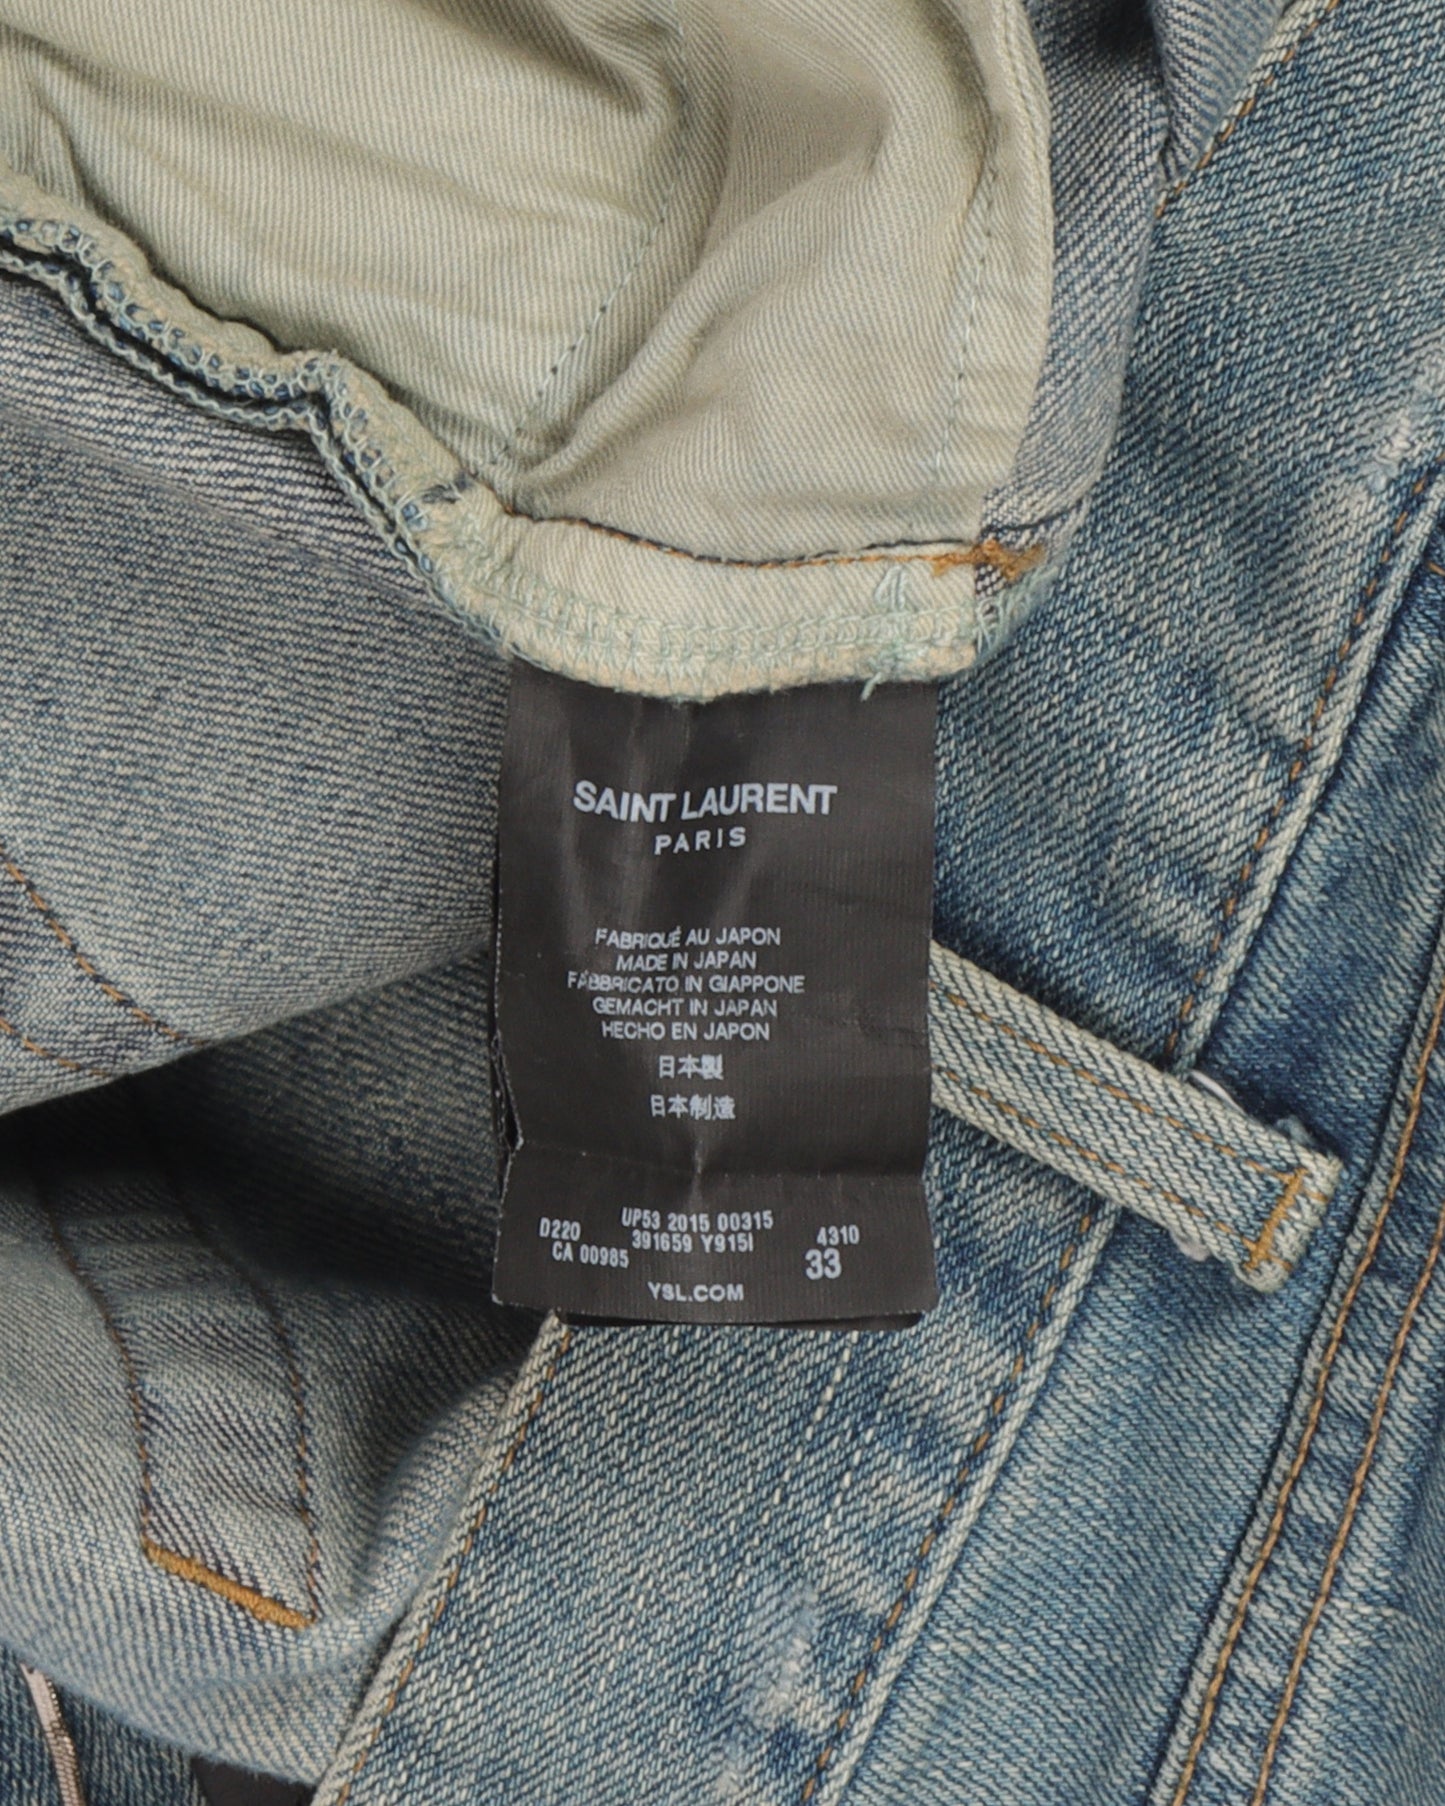 SAINT LAURENT
PARIS
FABRIQUÉ AU JAPON
MADE IN JAPAN
FABBRICATO IN GIAPPONE
GEMACHT IN JAPAN
HECHO EN JAPON
日本製
日本制造
UP53 2015 00315
D220 391659 Y915I 4310
CA 00985 33
YSL.COM